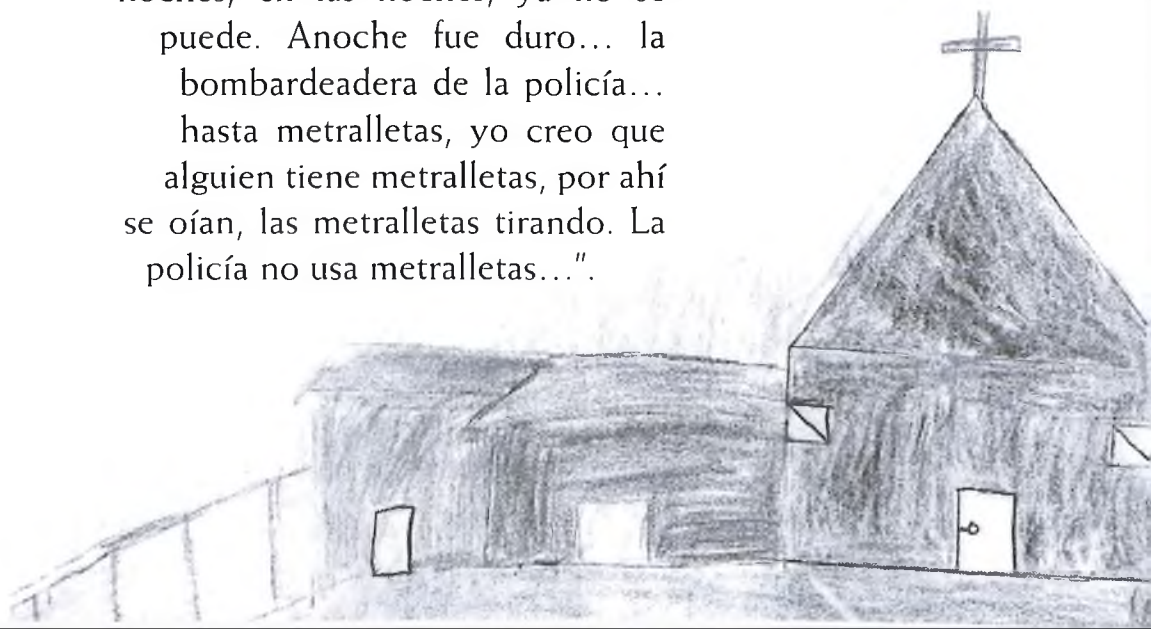 puede. Anoche fue duro... la
bombardeadera de la policía...
hasta metralletas, yo creo que
alguien tiene metralletas, por ahí
se oían, las metralletas tirando. La
policía no usa metralletas...".